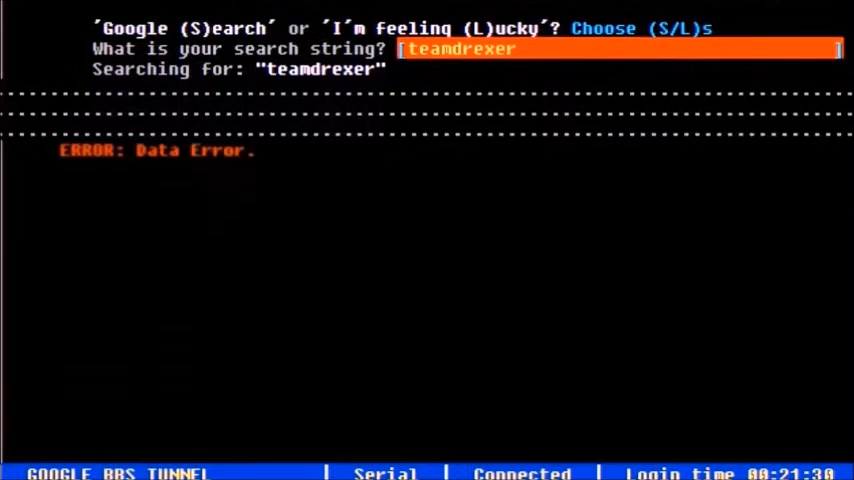 'Google (S)earch' or 'I'm feeling (L)ucky'? Choose (S/L)s
What is your search string? [teamdrexer]
Searching for: "teamdrexer"
ERROR: Data Error.
GOOGLE BBS TUNNEL | Serial | Connected | Login time 00:21:30